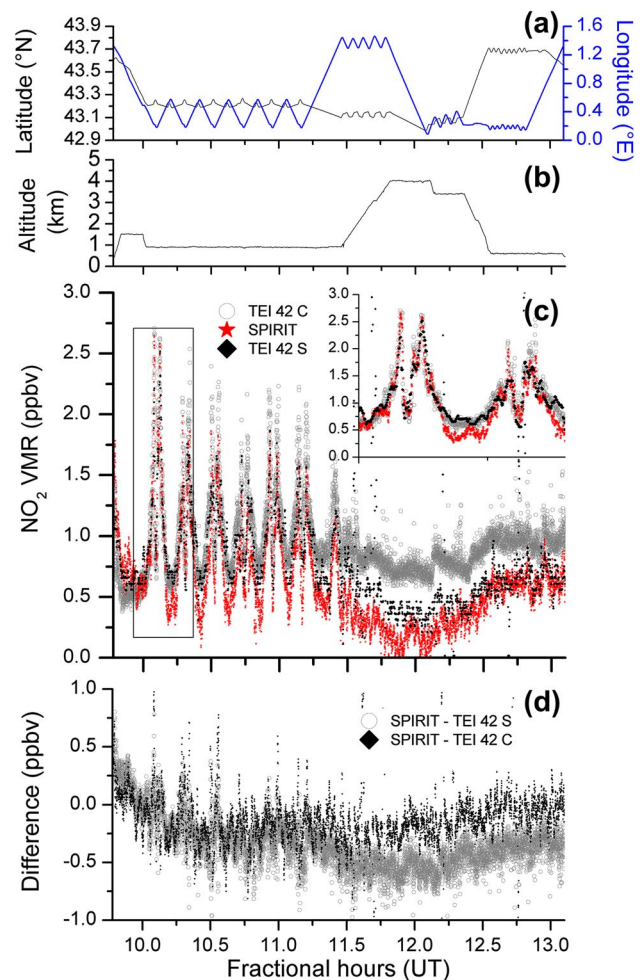 (a)
43.9
43.7
43.5
43.3
43.1
42.9
Latitude (°N)
1.6
1.2
0.8
0.4
0.0
Longitude (°E)
(b)
5
4
3
2
1
0
Altitude
(km)
(c)
3.0
2.5
2.0
1.5
1.0
0.5
0.0
NO₂ VMR (ppbv)
TEI 42 C
SPIRIT
TEI 42 S
3.0
2.5
2.0
1.5
1.0
0.5
0.0
(d)
1.0
0.5
0.0
-0.5
-1.0
Difference (ppbv)
SPIRIT - TEI 42 S
SPIRIT - TEI 42 C
10.0 10.5 11.0 11.5 12.0 12.5 13.0
Fractional hours (UT)